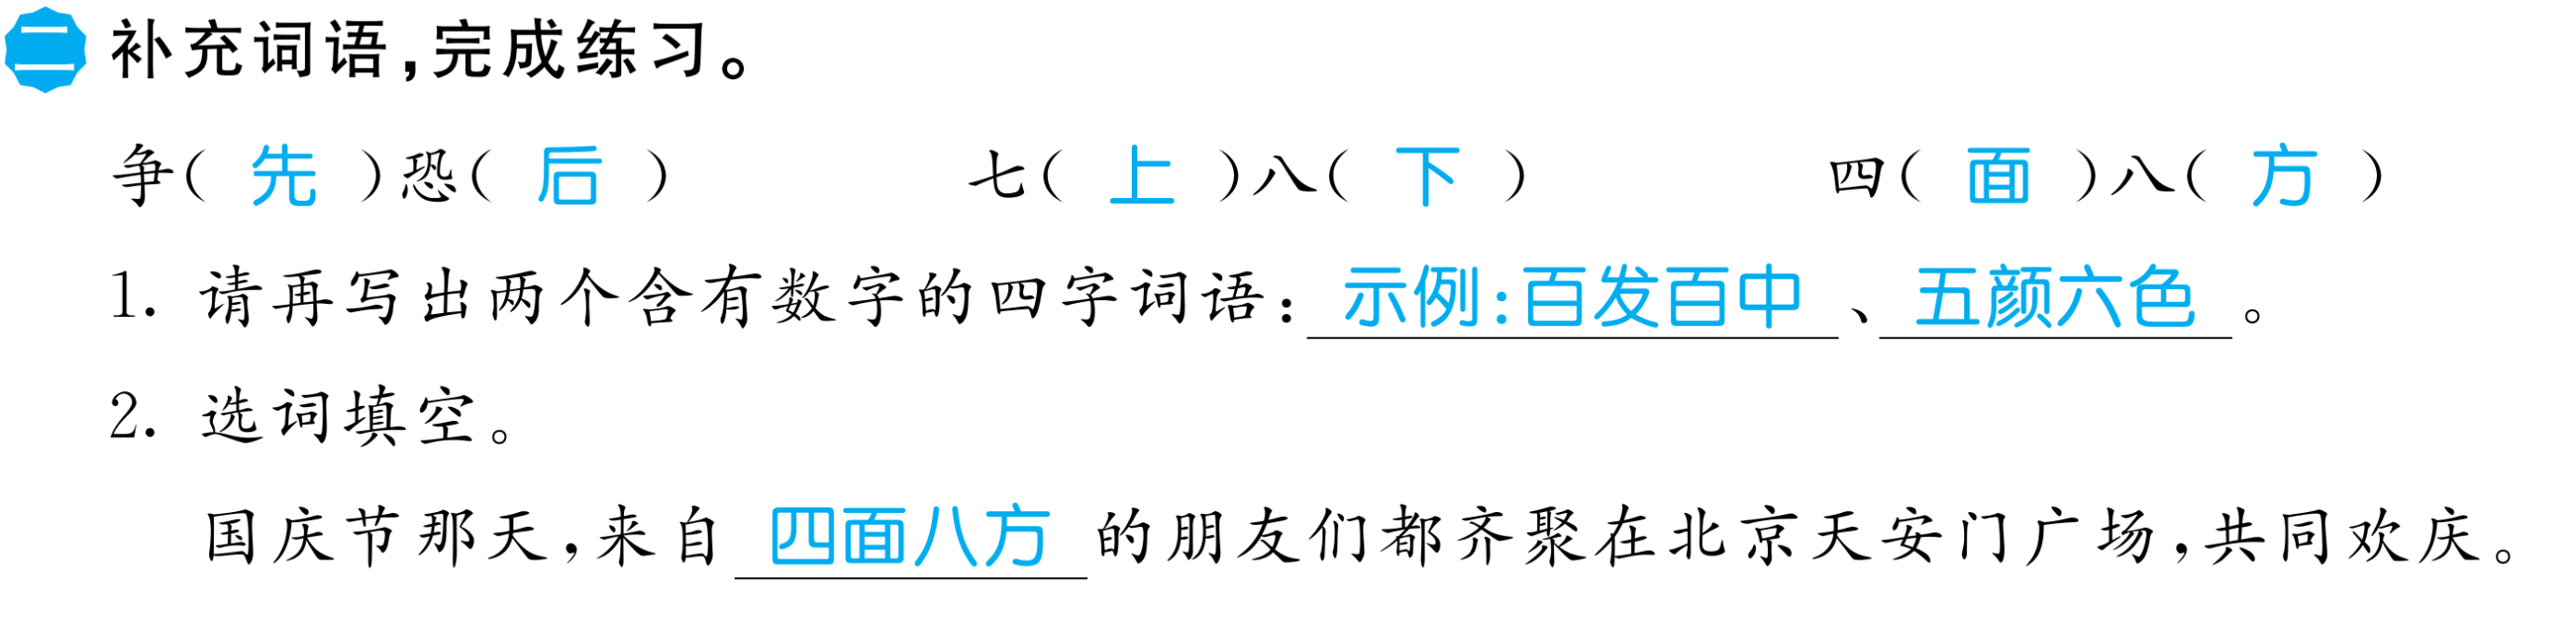 二 补充词语,完成练习。
争( 先 )恐( 后 ) 七( 上 )八( 下 ) 四( 面 )八( 方 )
1. 请再写出两个含有数字的四字词语: 示例:百发百中 、 五颜六色 。
2. 选词填空。
国庆节那天,来自 四面八方 的朋友们都齐聚在北京天安门广场,共同欢庆。